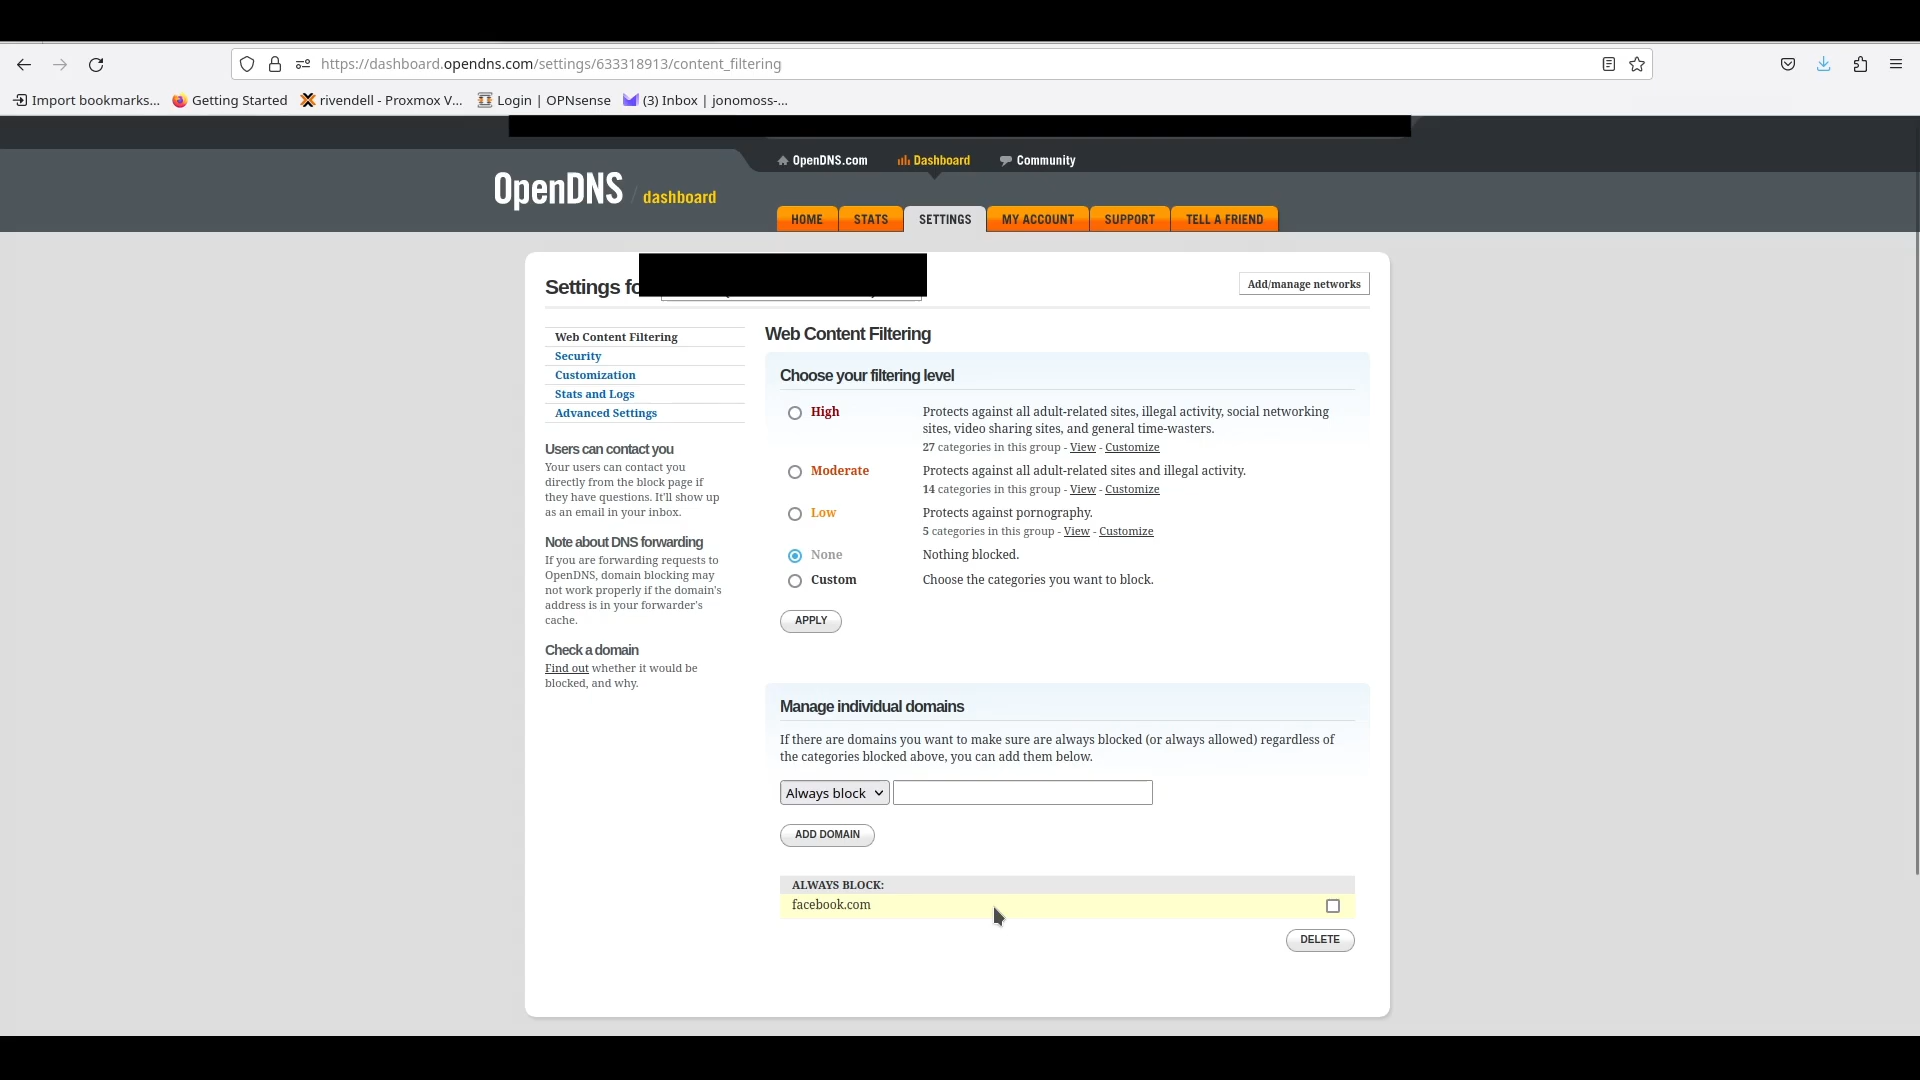 https://dashboard.opendns.com/settings/633318913/content_filtering
Import bookmarks...
Getting Started
rivendell - Proxmox V...
Login | OPNsense
(3) Inbox | jonomoss-...
OpenDNS.com
Dashboard
Community
OpenDNS / dashboard
HOME
STATS
SETTINGS
MY ACCOUNT
SUPPORT
TELL A FRIEND
Settings fo
Add/manage networks
Web Content Filtering
Security
Customization
Stats and Logs
Advanced Settings
Users can contact you
Your users can contact you
directly from the block page if
they have questions. It'll show up
as an email in your inbox.
Note about DNS forwarding
If you are forwarding requests to
OpenDNS, domain blocking may
not work properly if the domain's
address is in your forwarder's
cache.
Check a domain
Find out whether it would be
blocked, and why.
Web Content Filtering
Choose your filtering level
High
Protects against all adult-related sites, illegal activity, social networking
sites, video sharing sites, and general time-wasters.
27 categories in this group - View - Customize
Moderate
Protects against all adult-related sites and illegal activity.
14 categories in this group - View - Customize
Low
Protects against pornography.
5 categories in this group - View - Customize
None
Nothing blocked.
Custom
Choose the categories you want to block.
APPLY
Manage individual domains
If there are domains you want to make sure are always blocked (or always allowed) regardless of
the categories blocked above, you can add them below.
Always block
ADD DOMAIN
ALWAYS BLOCK:
facebook.com
DELETE